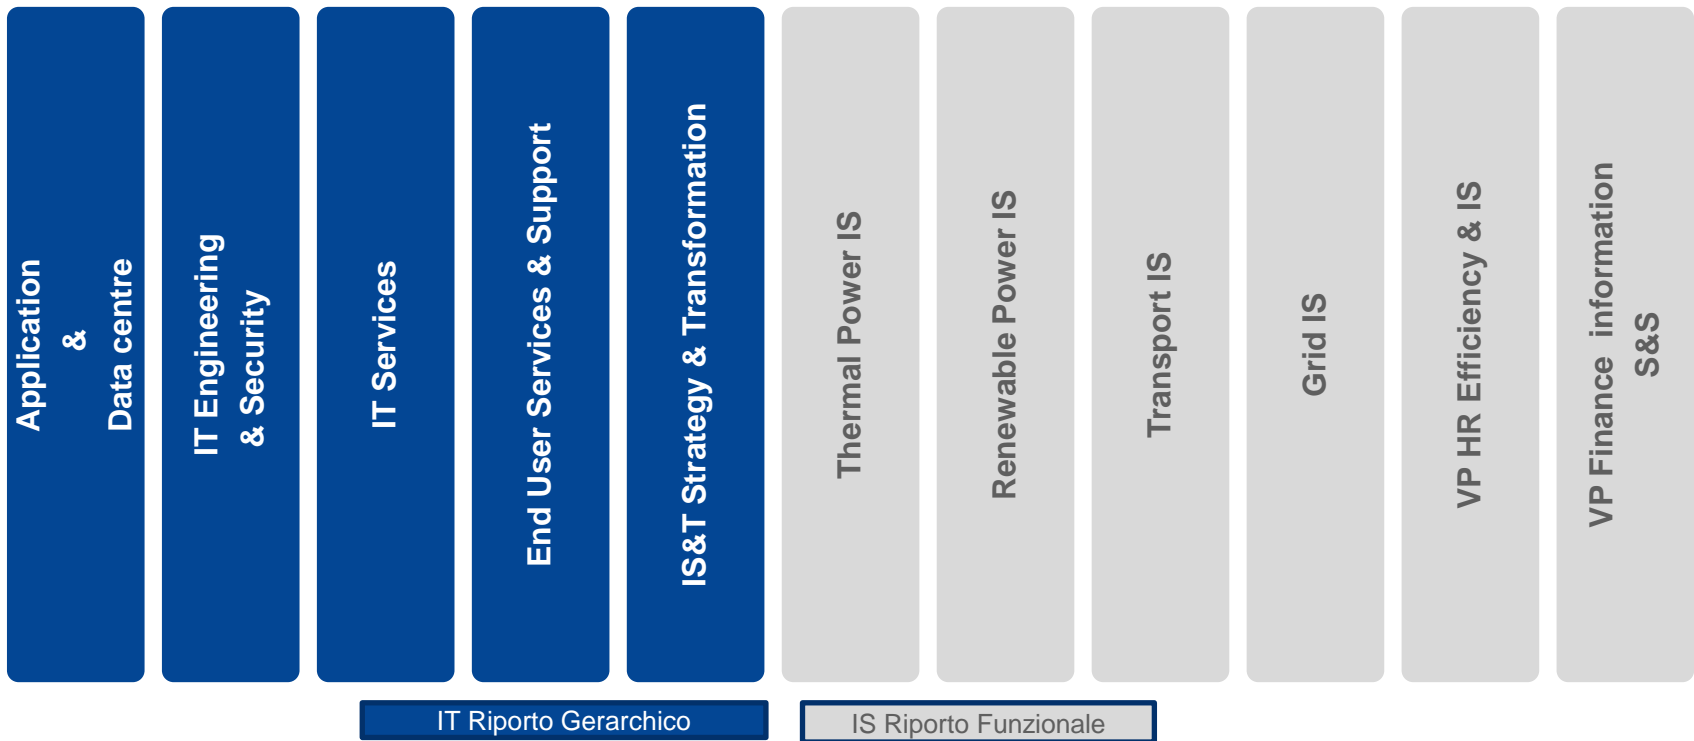 Application
&
Data centre
IT Engineering
& Security
IT Services
End User Services & Support
IS&T Strategy & Transformation
Thermal Power IS
Renewable Power IS
Transport IS
Grid IS
VP HR Efficiency & IS
VP Finance information
S&S
IT Riporto Gerarchico
IS Riporto Funzionale